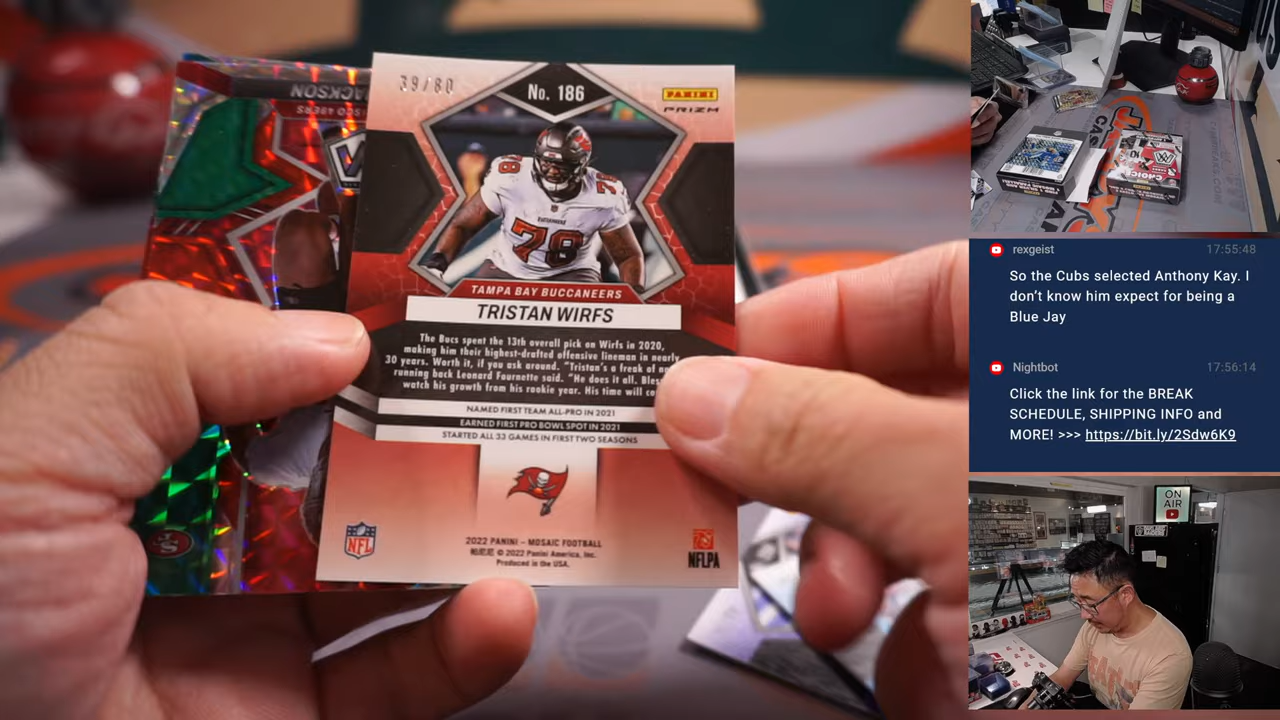 39/80
No. 186
PANINI
PRIZM
JACKSON
78
TAMPA BAY BUCCANEERS
TRISTAN WIRFS
The Bucs spent the 13th overall pick on Wirfs in 2020,
making him their highest-drafted offensive lineman in nearly
30 years. Worth it, if you ask around. "Tristan's a freak of
running back Leonard Fournette said. "He does it all.
watch his growth from his rookie year. His time will
NAMED FIRST TEAM ALL-PRO IN 2021
EARNED FIRST PRO BOWL SPOT IN 2021
STARTED ALL 33 GAMES IN FIRST TWO SEASONS
NFL
2022 PANINI – MOSAIC FOOTBALL
帕尼尼 © 2022 Panini America, Inc.
Produced in the USA.
NFLPA
rexgeist 17:55:48
So the Cubs selected Anthony Kay. I
don't know him expect for being a
Blue Jay
Nightbot 17:56:14
Click the link for the BREAK
SCHEDULE, SHIPPING INFO and
MORE! >>> https://bit.ly/2Sdw6K9
ON
AIR